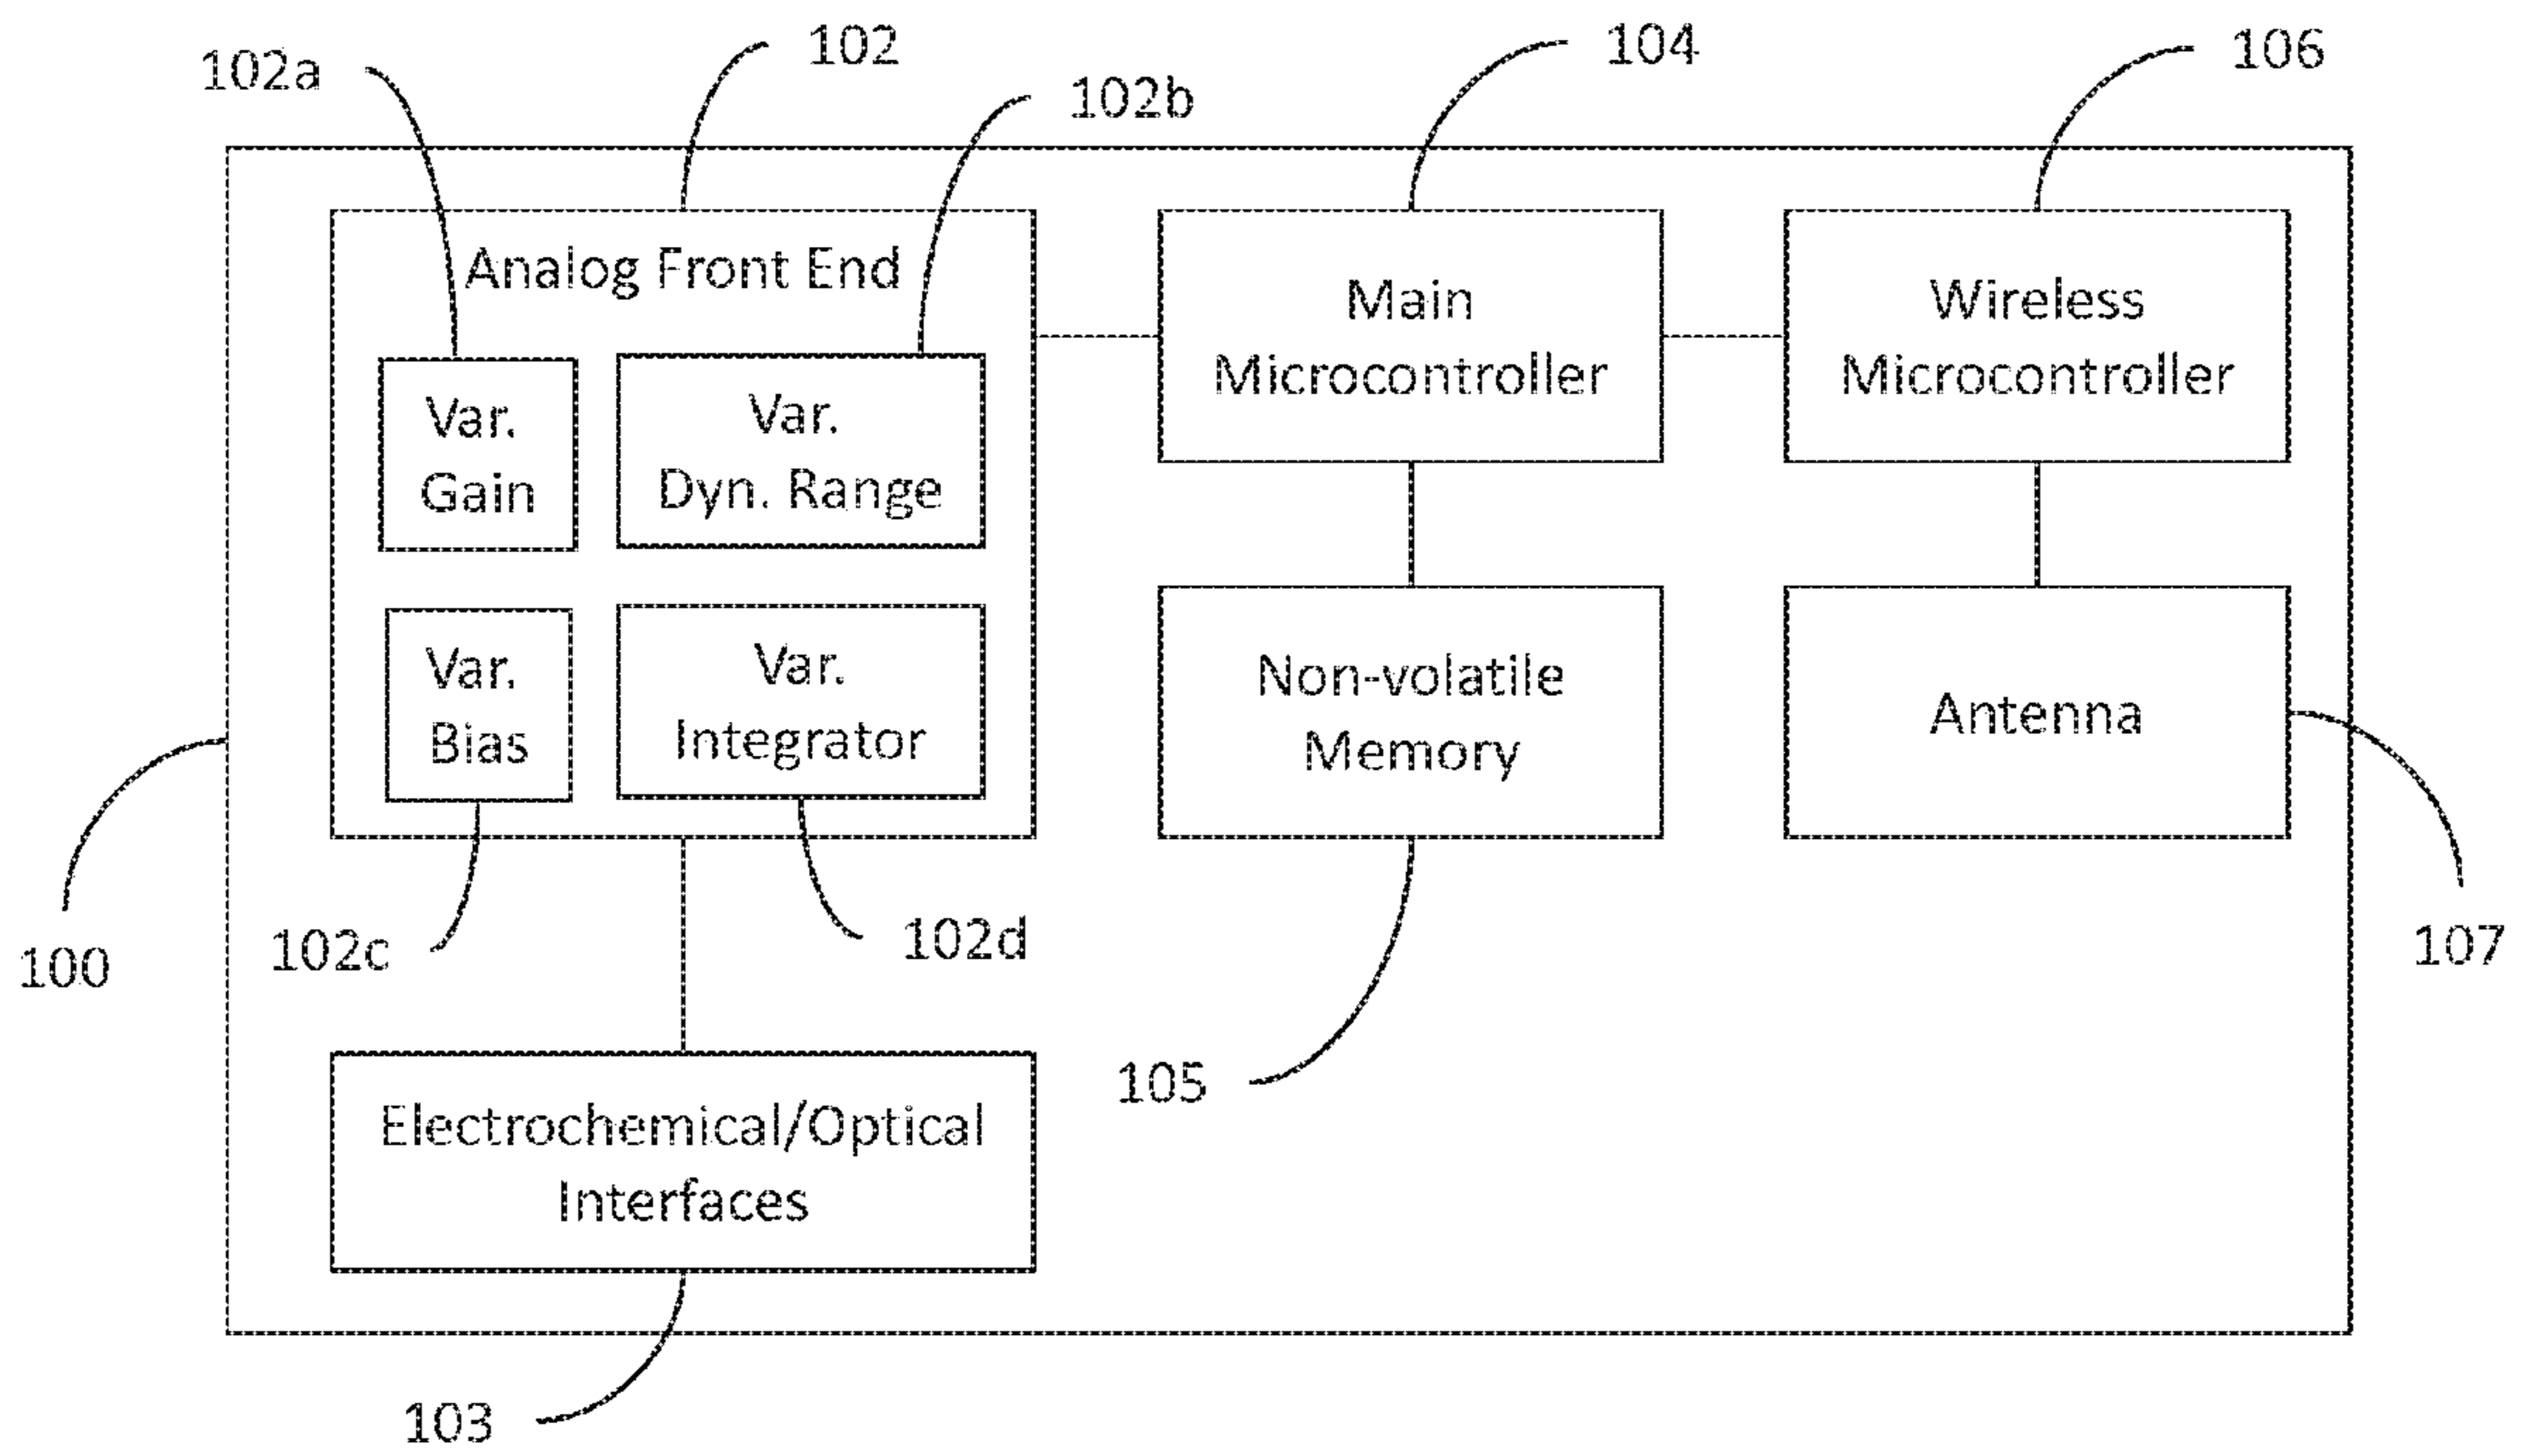 102a
102
102b
104
106
Analog Front End
Var.
Gain
Var.
Dyn. Range
Var.
Bias
Var.
Integrator
Main
Microcontroller
Wireless
Microcontroller
Non-volatile
Memory
Antenna
100
102c
102d
105
107
Electrochemical/Optical
Interfaces
103